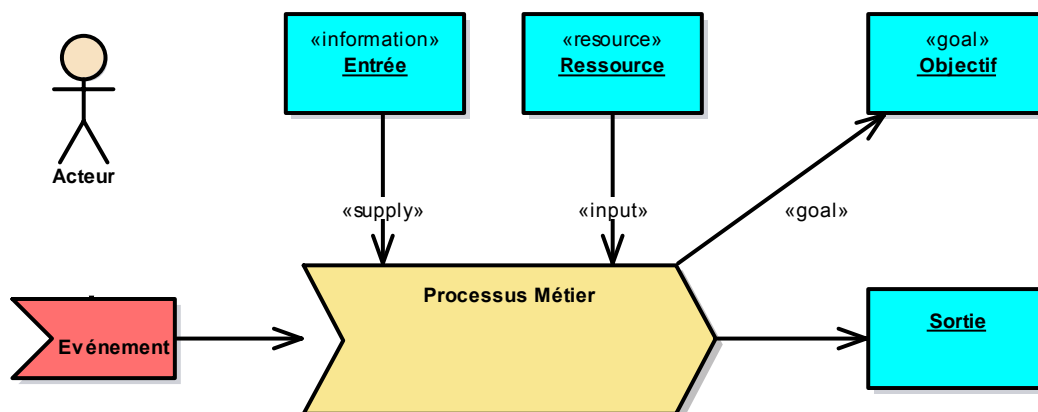 «information»
Entrée
«resource»
Ressource
«goal»
Objectif
Acteur
«supply»
«input»
«goal»
Processus Métier
Evénement
Sortie